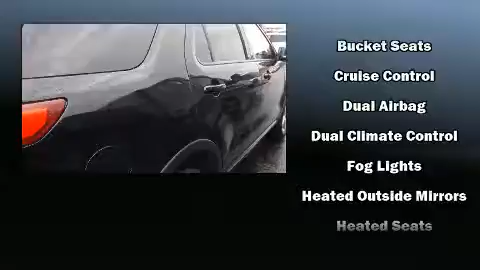 Bucket Seats
Cruise Control
Dual Airbag
Dual Climate Control
Fog Lights
Heated Outside Mirrors
Heated Seats